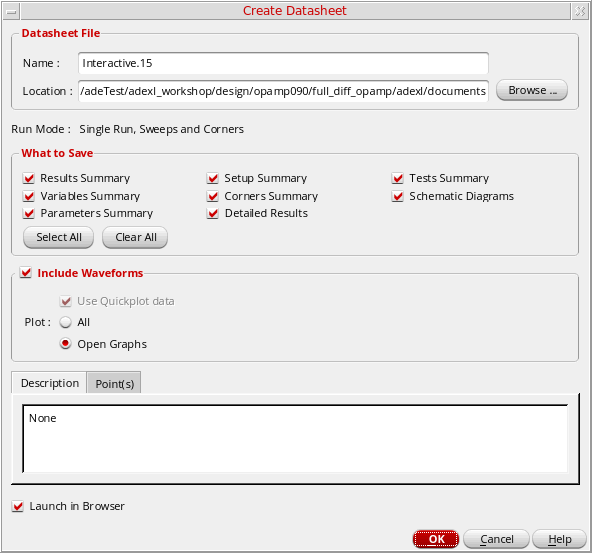 Create Datasheet
Datasheet File
Name : Interactive.15
Location : /adeTest/adexl_workshop/design/opamp090/full_diff_opamp/adexl/documents Browse ...
Run Mode : Single Run, Sweeps and Corners
What to Save
Results Summary Setup Summary Tests Summary
Variables Summary Corners Summary Schematic Diagrams
Parameters Summary Detailed Results
Select All Clear All
Include Waveforms
Use Quickplot data
Plot : All
Open Graphs
Description Point(s)
None
Launch in Browser
OK Cancel Help